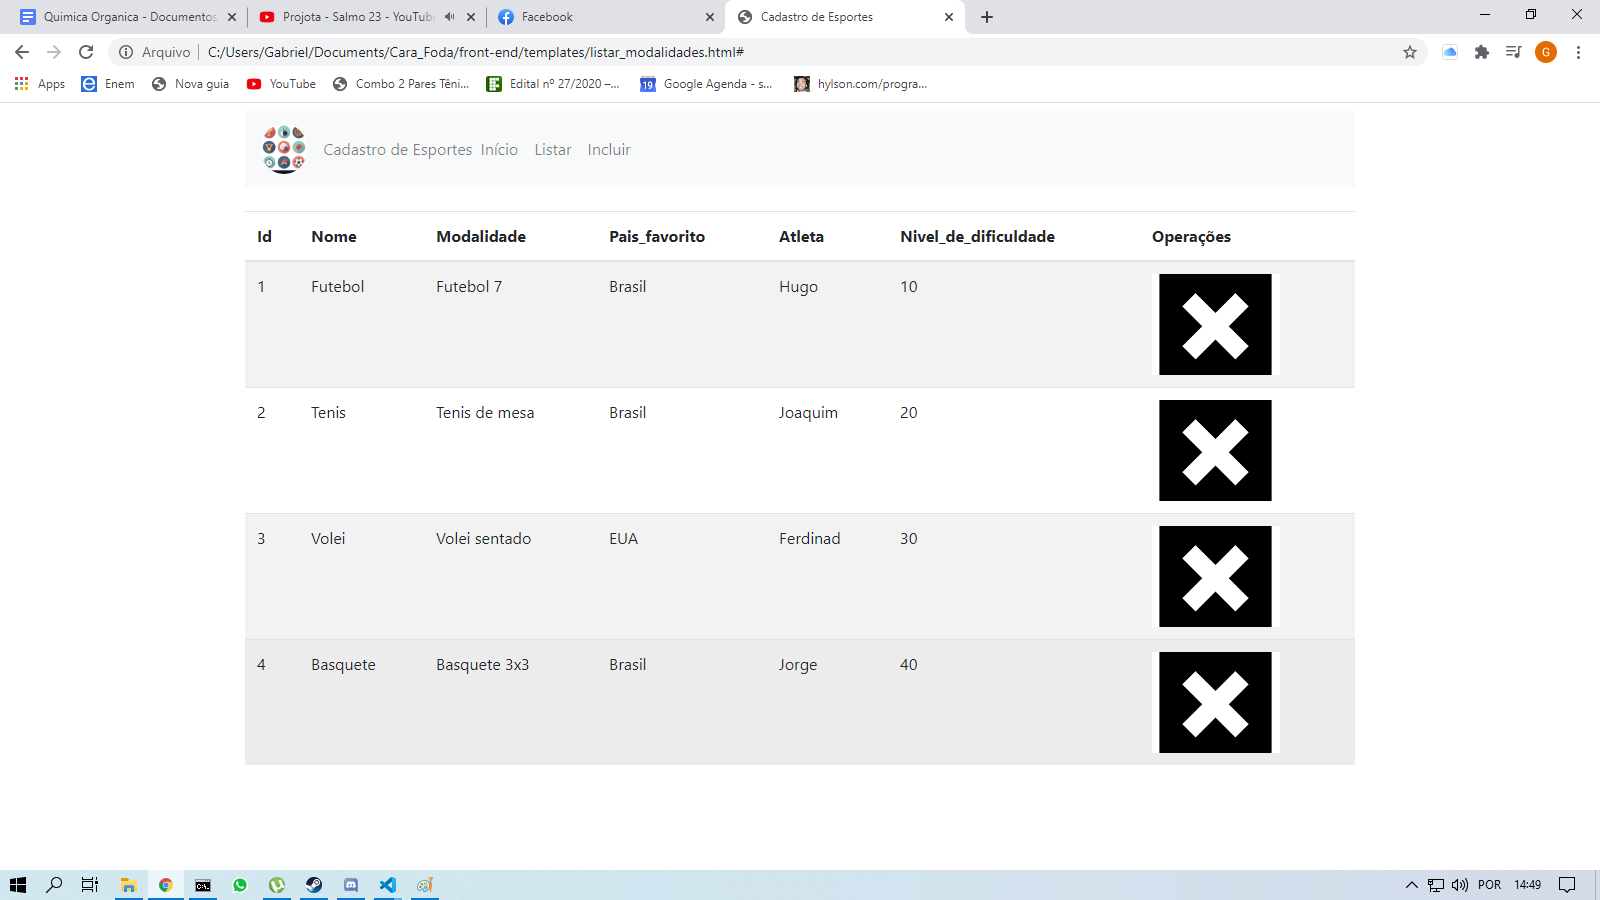 Quimica Organica - Documentos
Projota - Salmo 23 - YouTube
Facebook
Cadastro de Esportes
Arquivo
C:/Users/Gabriel/Documents/Cara_Foda/front-end/templates/listar_modalidades.html#
G
Apps
Enem
Nova guia
YouTube
Combo 2 Pares Têni...
Edital nº 27/2020 –...
19
Google Agenda - s...
hylson.com/progra...
Cadastro de Esportes Início Listar Incluir
Id Nome Modalidade Pais_favorito Atleta Nivel_de_dificuldade Operações
1 Futebol Futebol 7 Brasil Hugo 10
2 Tenis Tenis de mesa Brasil Joaquim 20
3 Volei Volei sentado EUA Ferdinad 30
4 Basquete Basquete 3x3 Brasil Jorge 40
POR 14:49